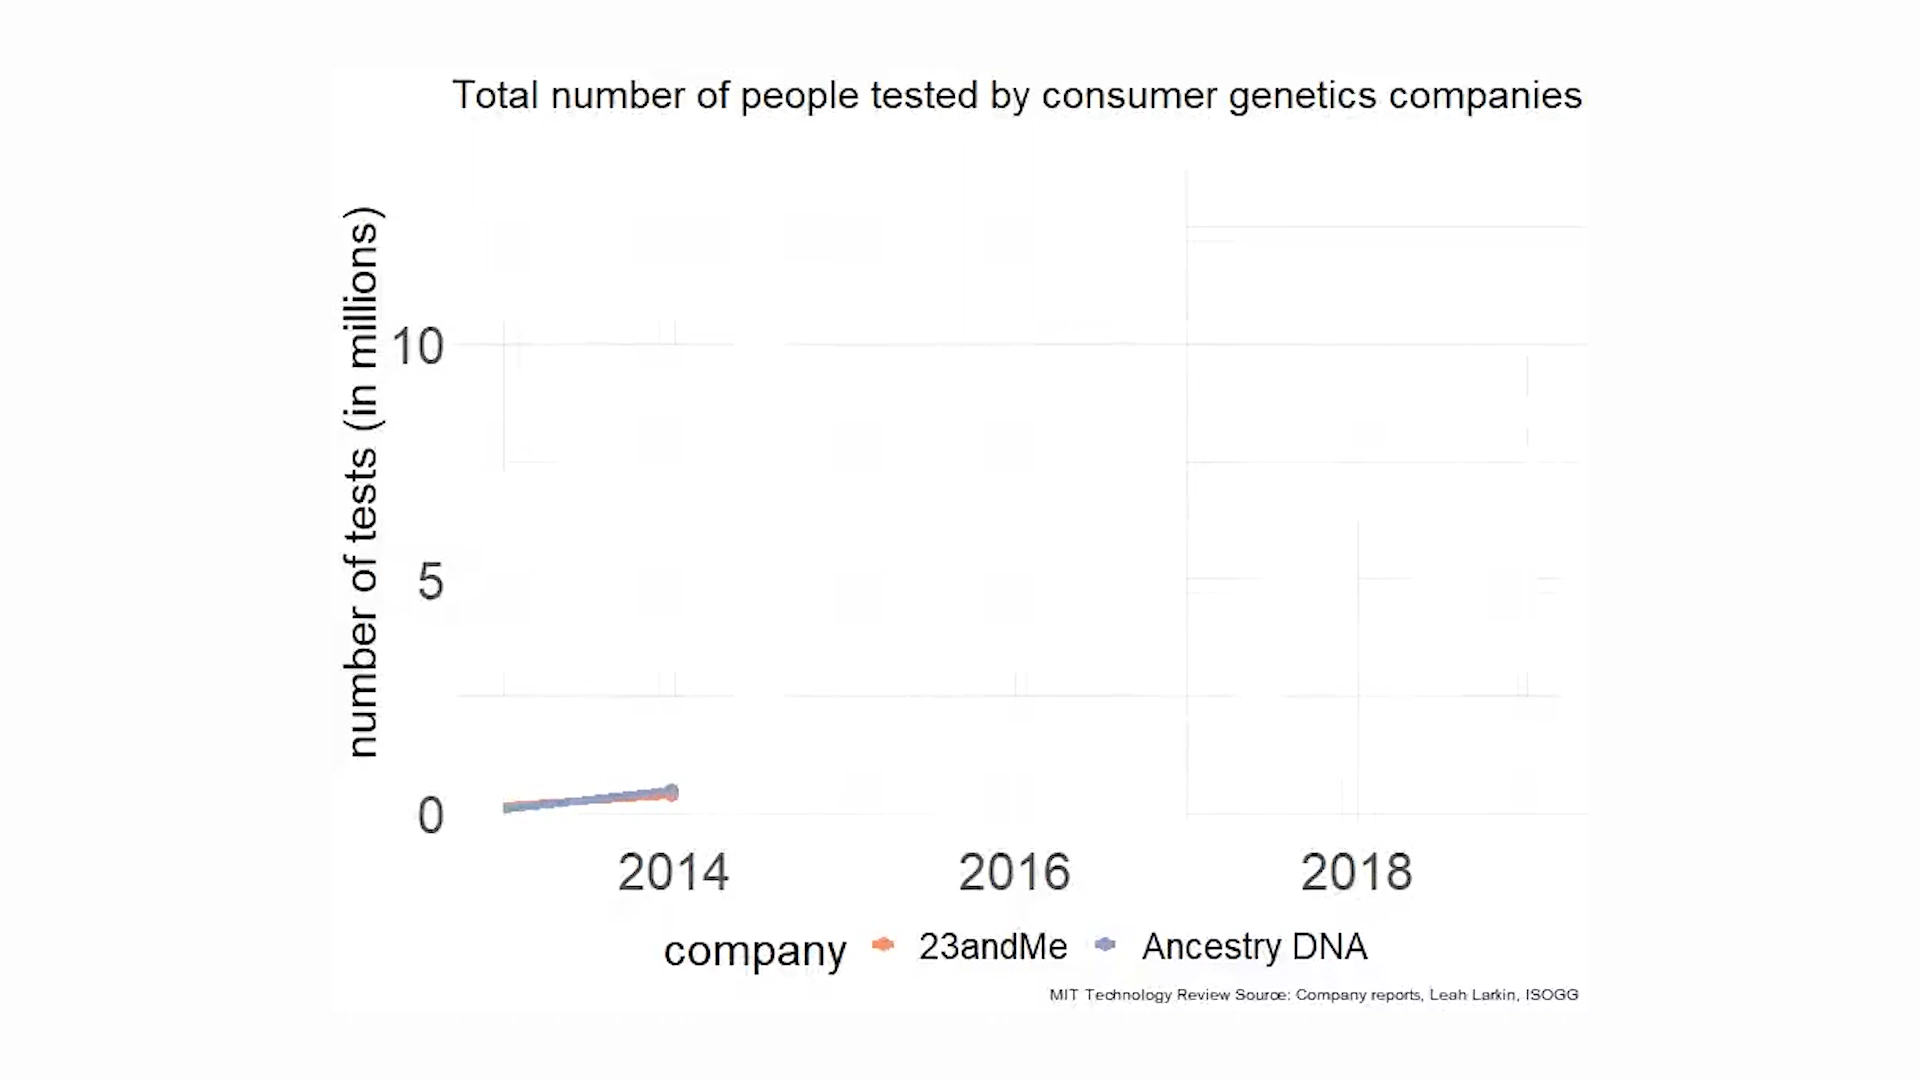 Total number of people tested by consumer genetics companies
number of tests (in millions)
10
5
0
2014 2016 2018
company 23andMe Ancestry DNA
MIT Technology Review Source: Company reports, Leah Larkin, ISOGG